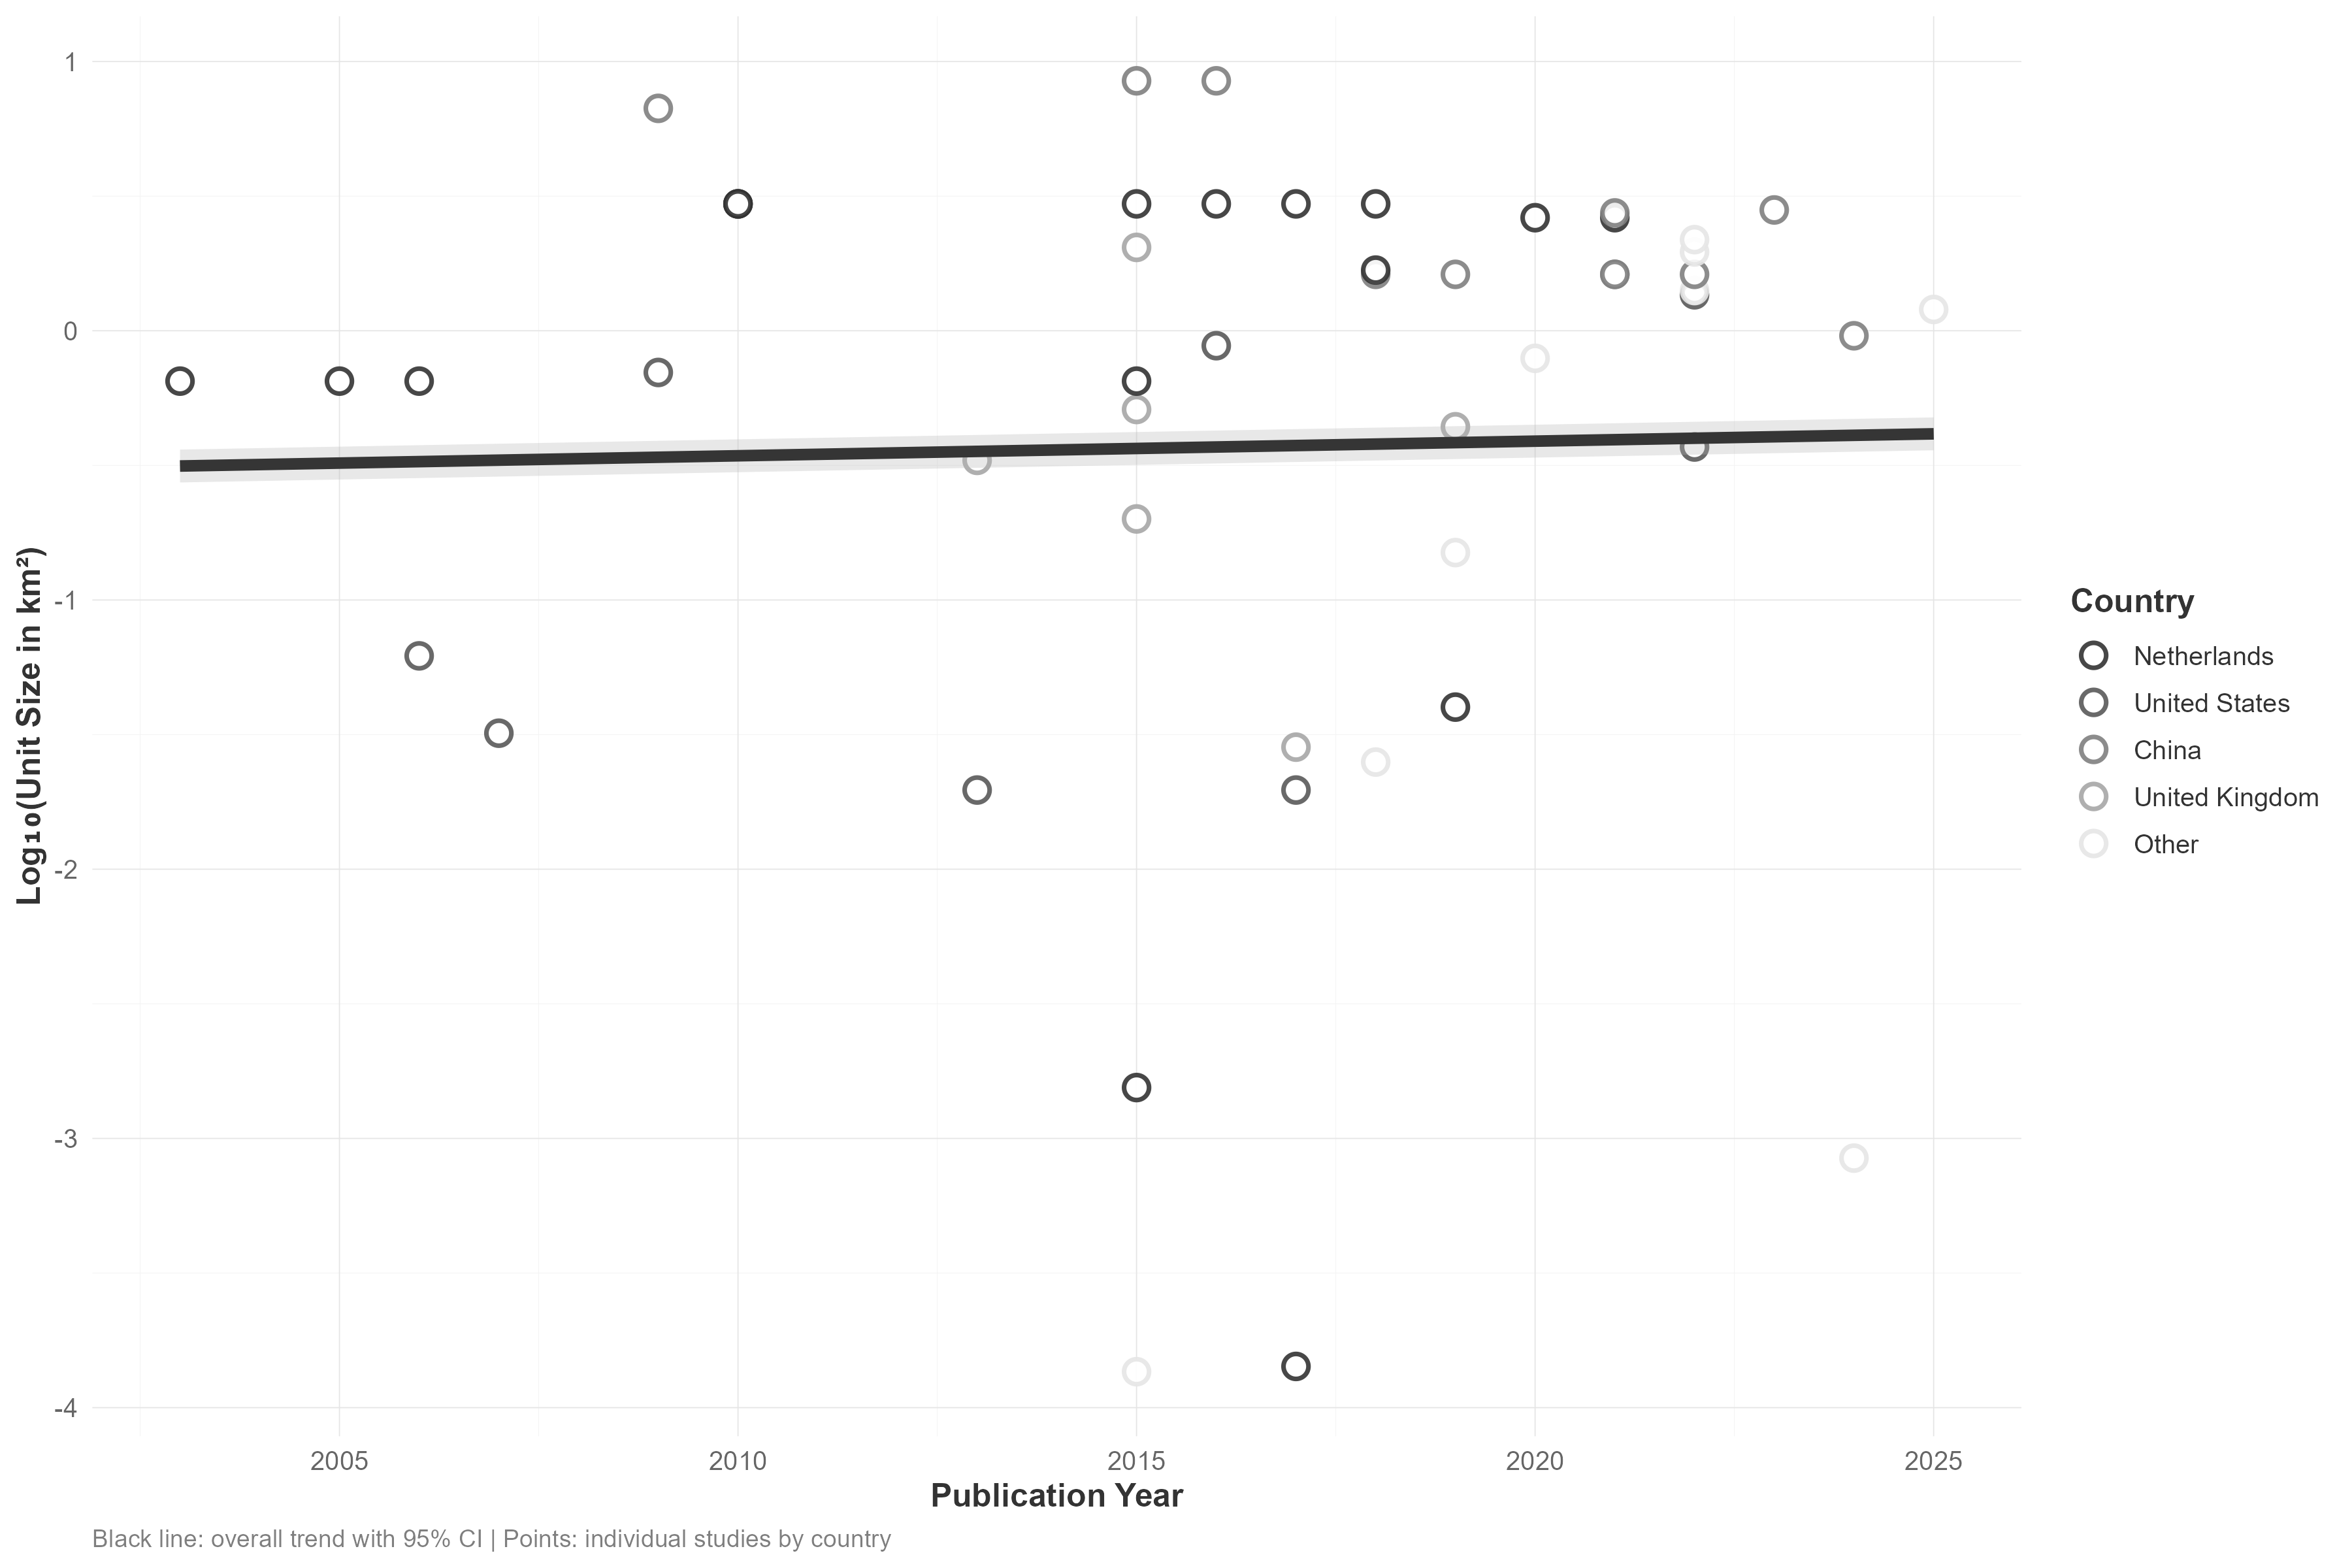 1
0
-1
-2
-3
-4
Log₁₀(Unit Size in km²)
2005
2010
2015
2020
2025
Publication Year
Country
Netherlands
United States
China
United Kingdom
Other
Black line: overall trend with 95% CI | Points: individual studies by country